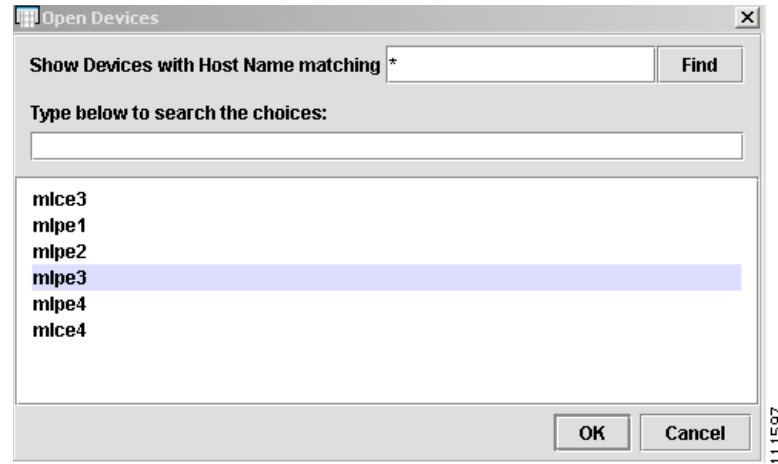 Open Devices
Show Devices with Host Name matching * Find
Type below to search the choices:
mlce3
mlpe1
mlpe2
mlpe3
mlpe4
mlce4
OK Cancel
111597